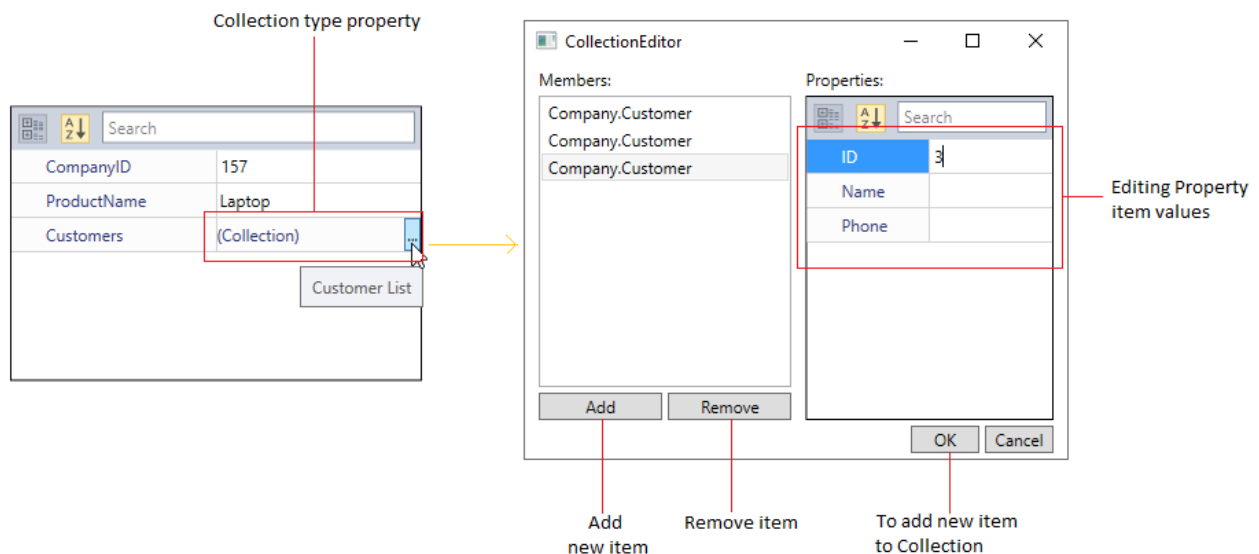 Collection type property
Search
CompanyID 157
ProductName Laptop
Customers (Collection) ...
Customer List
CollectionEditor
Members:
Company.Customer
Company.Customer
Company.Customer
Add Remove
Properties:
Search
ID 3
Name
Phone
OK Cancel
Editing Property
item values
Add
new item
Remove item
To add new item
to Collection